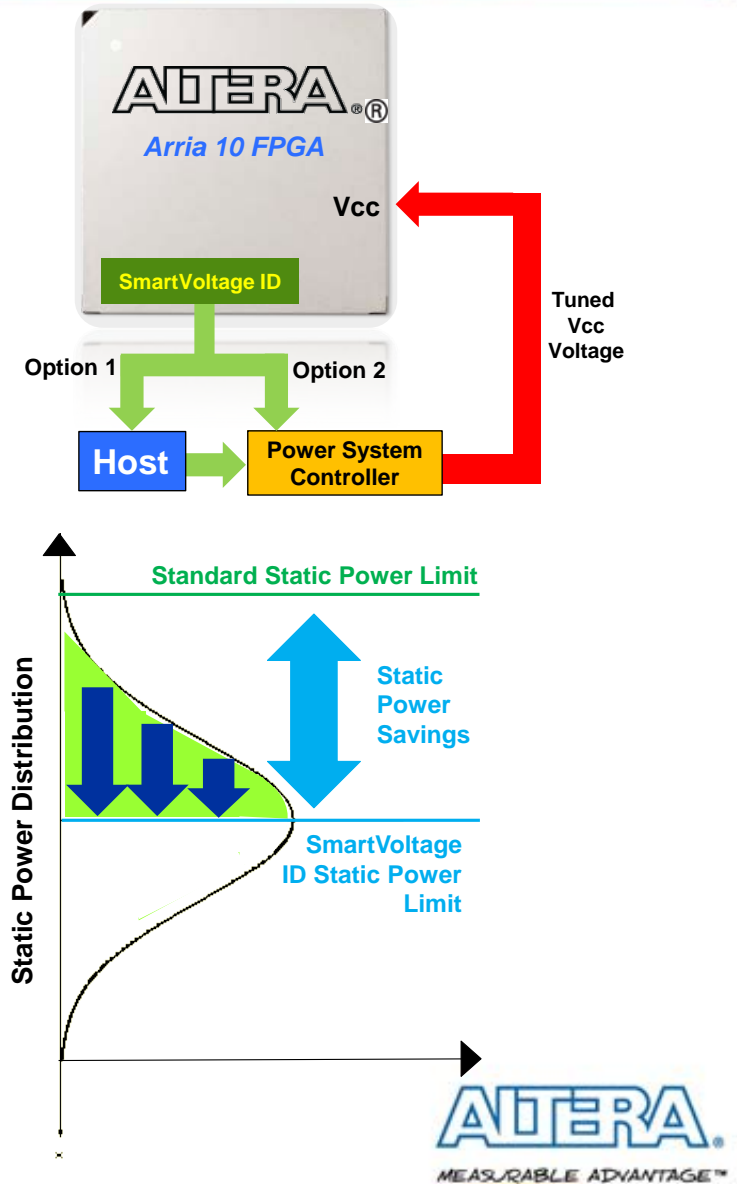 ALTERA®®
Arria 10 FPGA
Vcc
SmartVoltage ID
Tuned
Vcc
Voltage
Option 1
Option 2
Host
Power System
Controller
Standard Static Power Limit
Static
Power
Savings
SmartVoltage
ID Static Power
Limit
Static Power Distribution
ALTERA®
MEASURABLE ADVANTAGE™